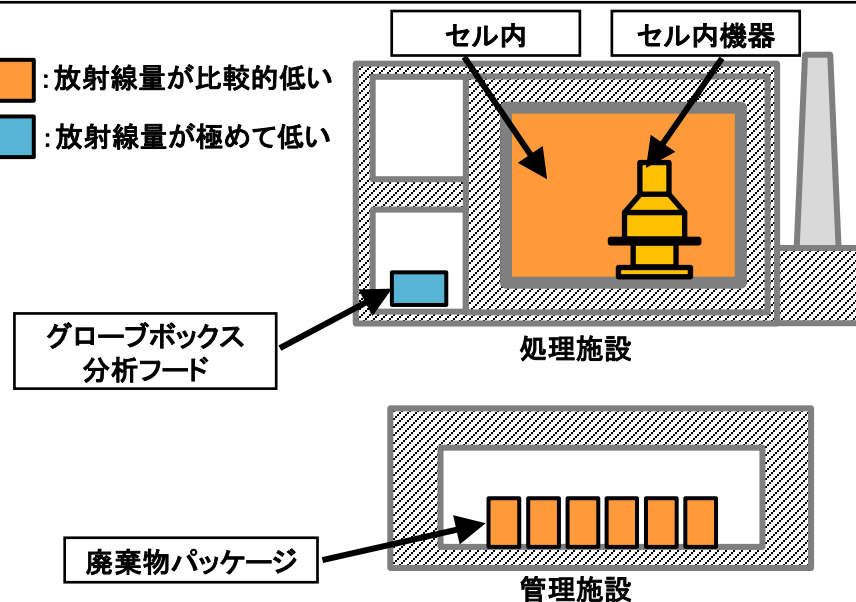 セル内
セル内機器
：放射線量が比較的低い
：放射線量が極めて低い
グローブボックス
分析フード
処理施設
廃棄物パッケージ
管理施設